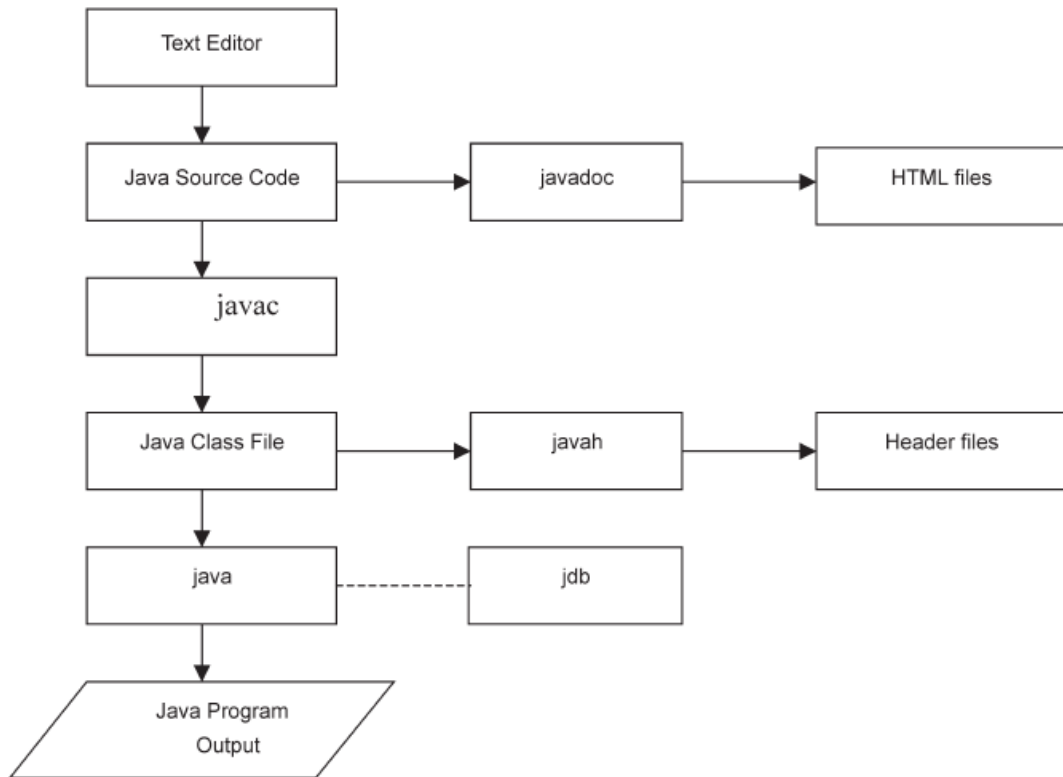 Text Editor
Java Source Code
javadoc
HTML files
javac
Java Class File
javah
Header files
java
jdb
Java Program
Output